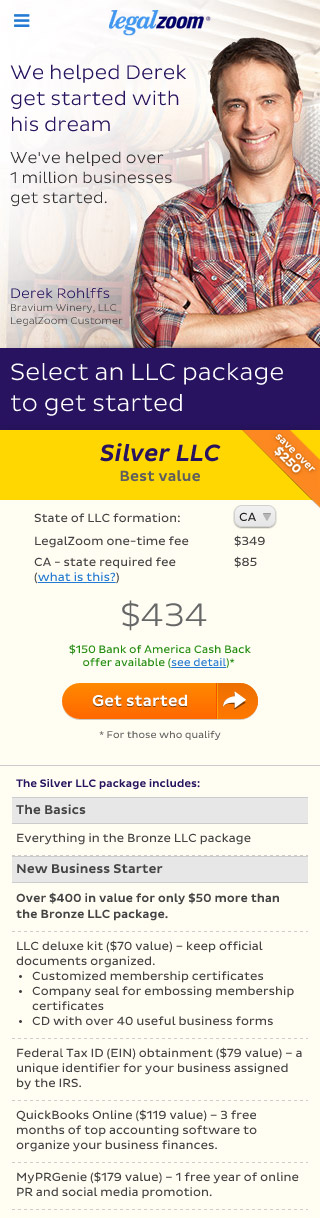 legalzoom®
We helped Derek
get started with
his dream
We've helped over
1 million businesses
get started.
Derek Rohlffs
Bravium Winery, LLC
LegalZoom Customer
Select an LLC package
to get started
Silver LLC
Best value
save over
$250
State of LLC formation: CA
LegalZoom one-time fee $349
CA – state required fee $85
(what is this?)
$434
$150 Bank of America Cash Back
offer available (see detail)*
Get started
* For those who qualify
The Silver LLC package includes:
The Basics
Everything in the Bronze LLC package
New Business Starter
Over $400 in value for only $50 more than
the Bronze LLC package.
LLC deluxe kit ($70 value) – keep official
documents organized.
• Customized membership certificates
• Company seal for embossing membership
certificates
• CD with over 40 useful business forms
Federal Tax ID (EIN) obtainment ($79 value) – a
unique identifier for your business assigned
by the IRS.
QuickBooks Online ($119 value) – 3 free
months of top accounting software to
organize your business finances.
MyPRGenie ($179 value) – 1 free year of online
PR and social media promotion.